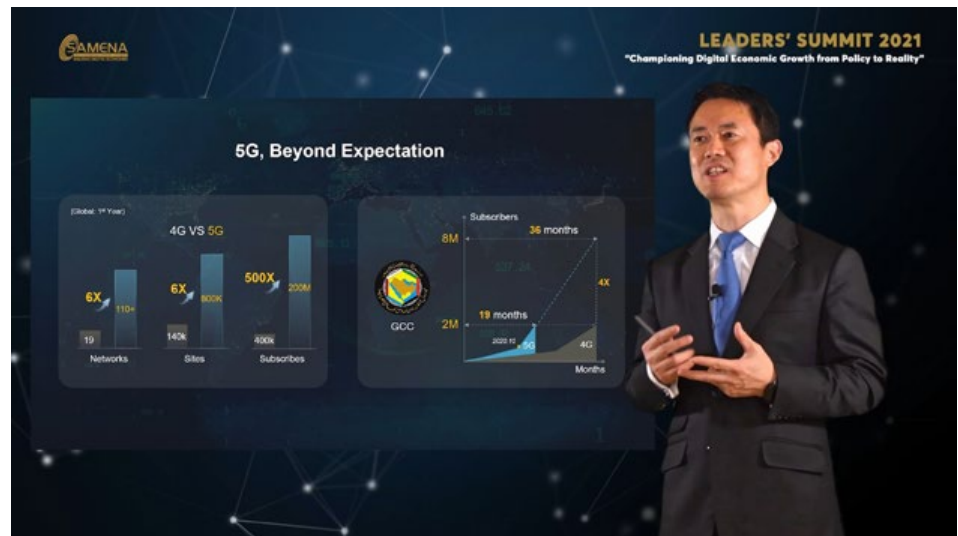 SAMENA
LEADERS' SUMMIT 2021
"Championing Digital Economic Growth from Policy to Reality"
5G, Beyond Expectation
(Global: 1st Year)
4G VS 5G
6X
19
110+
Networks
6X
140k
800K
Sites
500X
400k
200M
Subscribes
GCC
Subscribers
8M
36 months
4X
19 months
2M
2020.10
5G
4G
Months